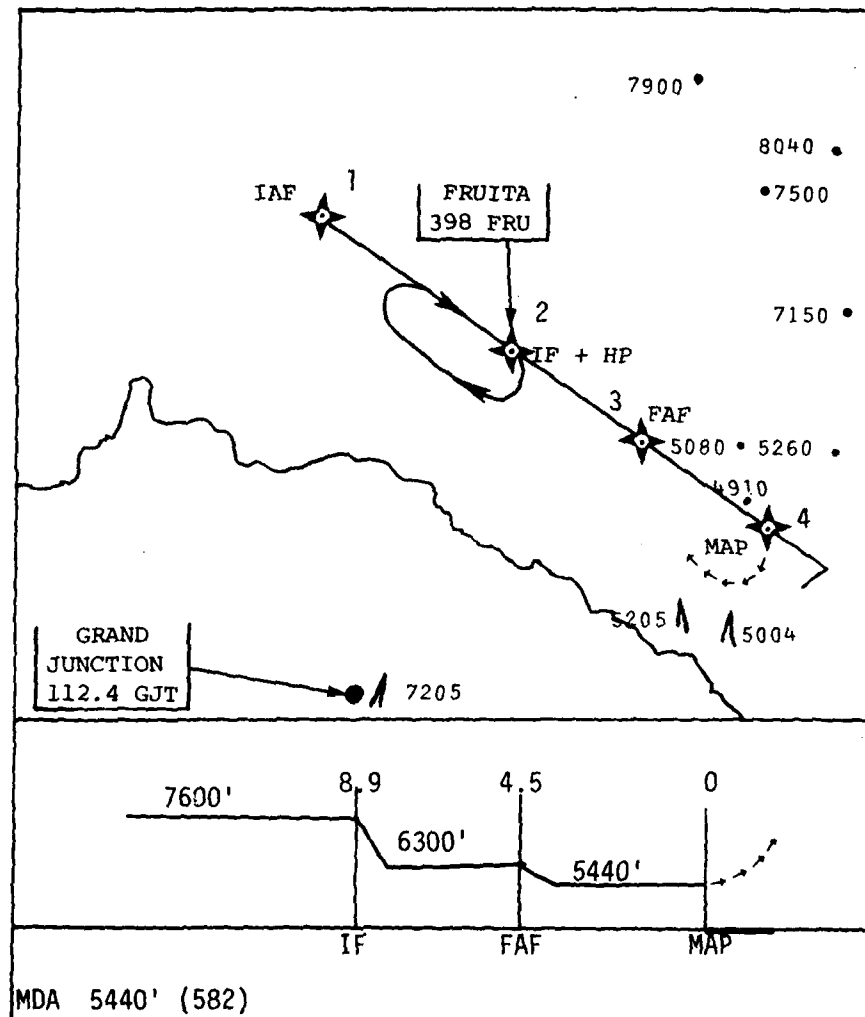 7900
8040
7500
IAF 1
FRUITA
398 FRU
7150
2
IF + HP
3
FAF
5080
5260
4910
4
MAP
5205
5004
GRAND
JUNCTION
112.4 GJT
7205
8.9
4.5
0
7600'
6300'
5440'
IF
FAF
MAP
MDA 5440' (582)